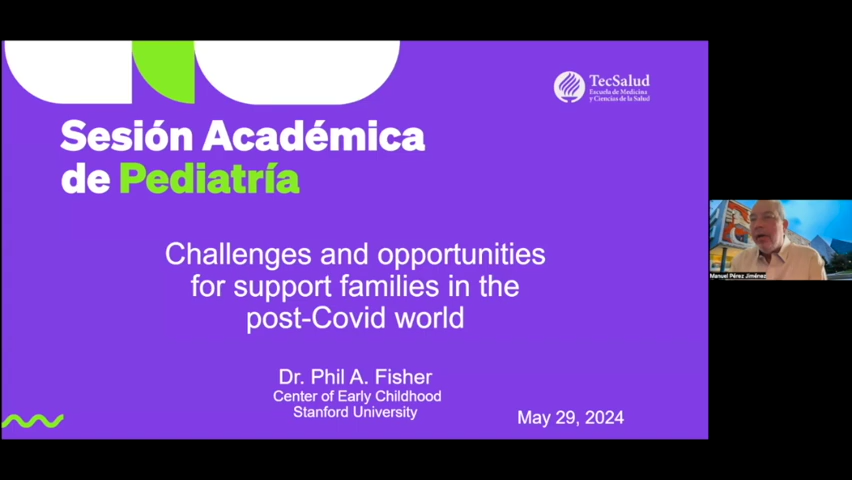 TecSalud
Escuela de Medicina
y Ciencias de la Salud
Sesión Académica
de Pediatría
Challenges and opportunities
for support families in the
post-Covid world
Dr. Phil A. Fisher
Center of Early Childhood
Stanford University
May 29, 2024
Manuel Pérez Jiménez